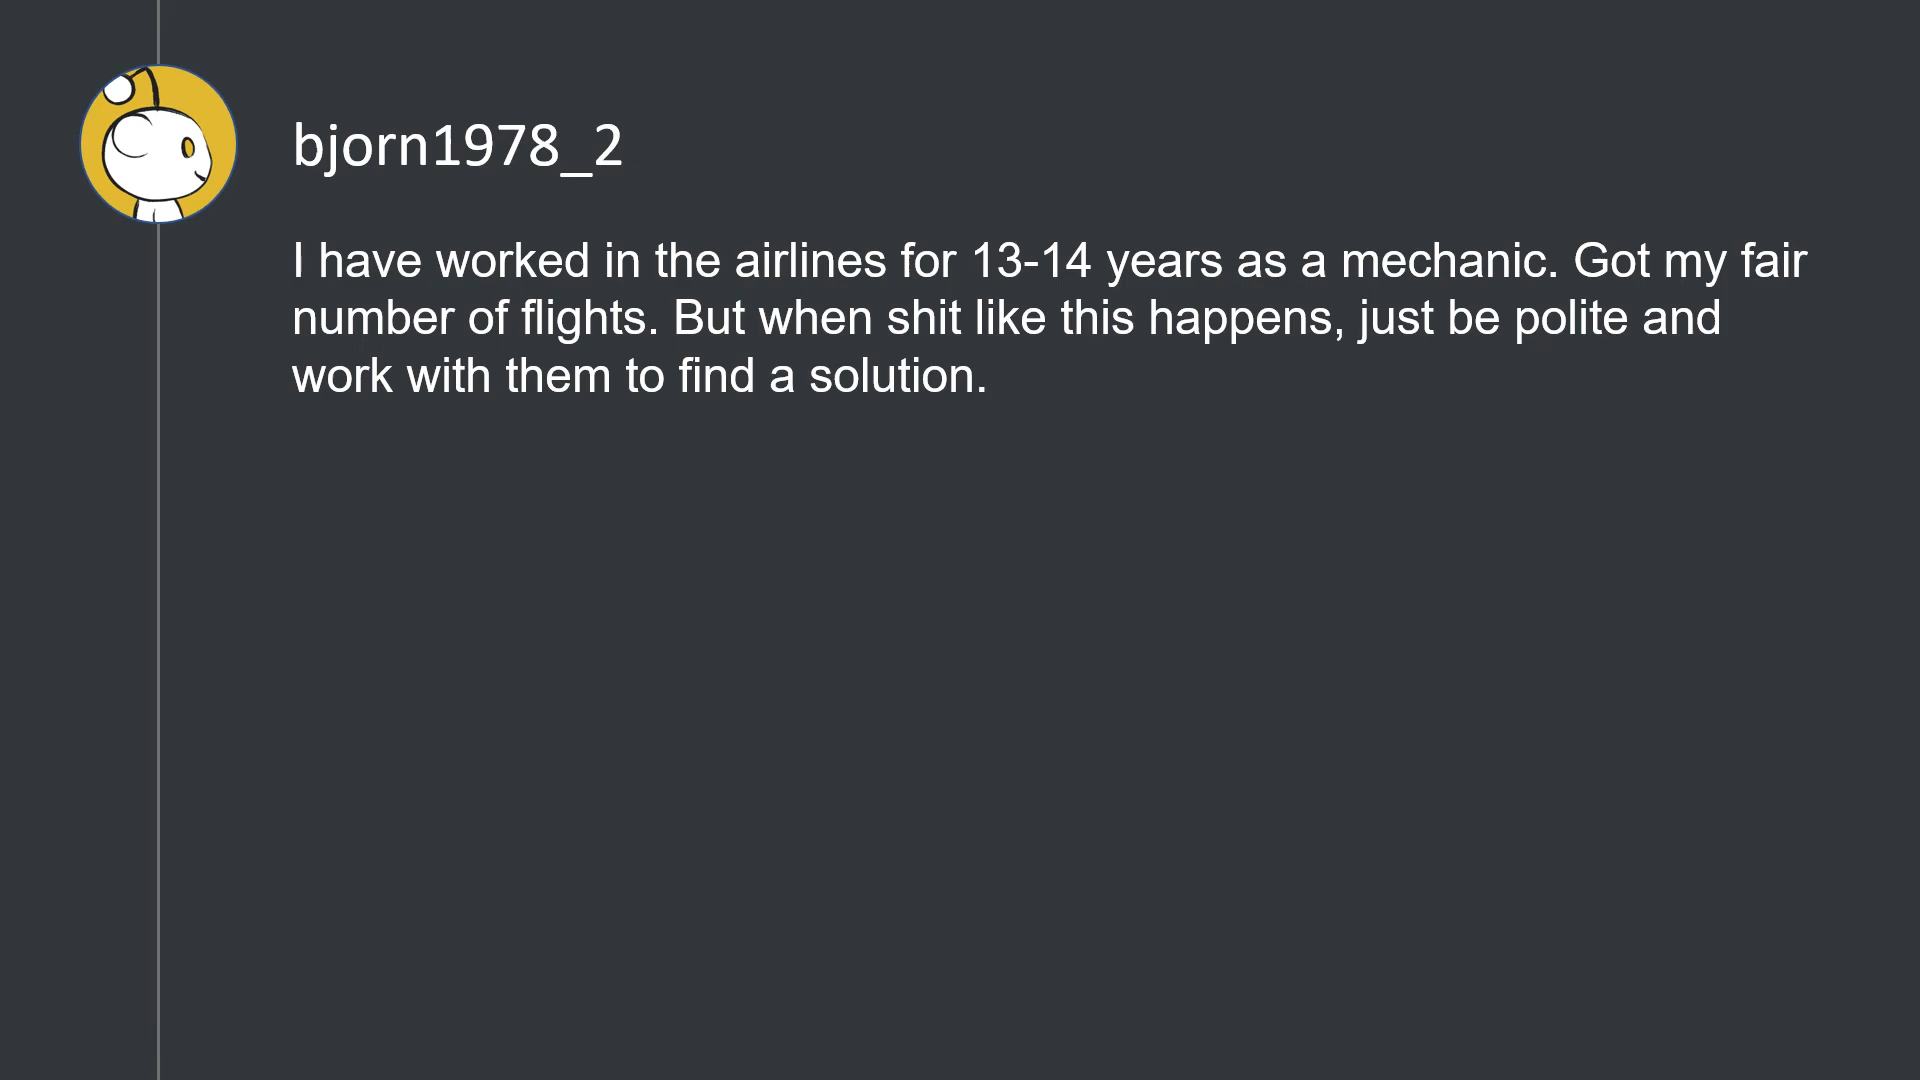 bjorn1978_2
I have worked in the airlines for 13-14 years as a mechanic. Got my fair
number of flights. But when shit like this happens, just be polite and
work with them to find a solution.